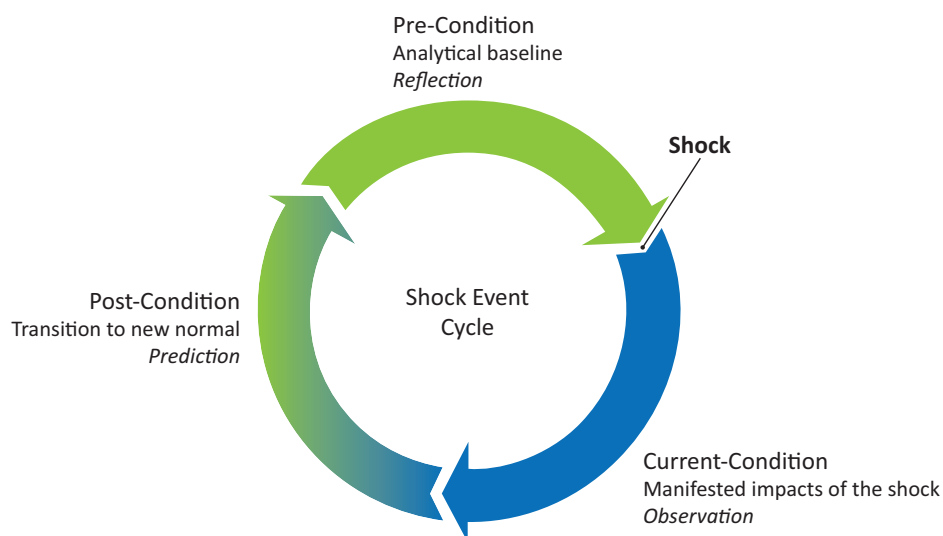 Pre-Condition
Analytical baseline
Reflection
Shock
Shock Event
Cycle
Post-Condition
Transition to new normal
Prediction
Current-Condition
Manifested impacts of the shock
Observation